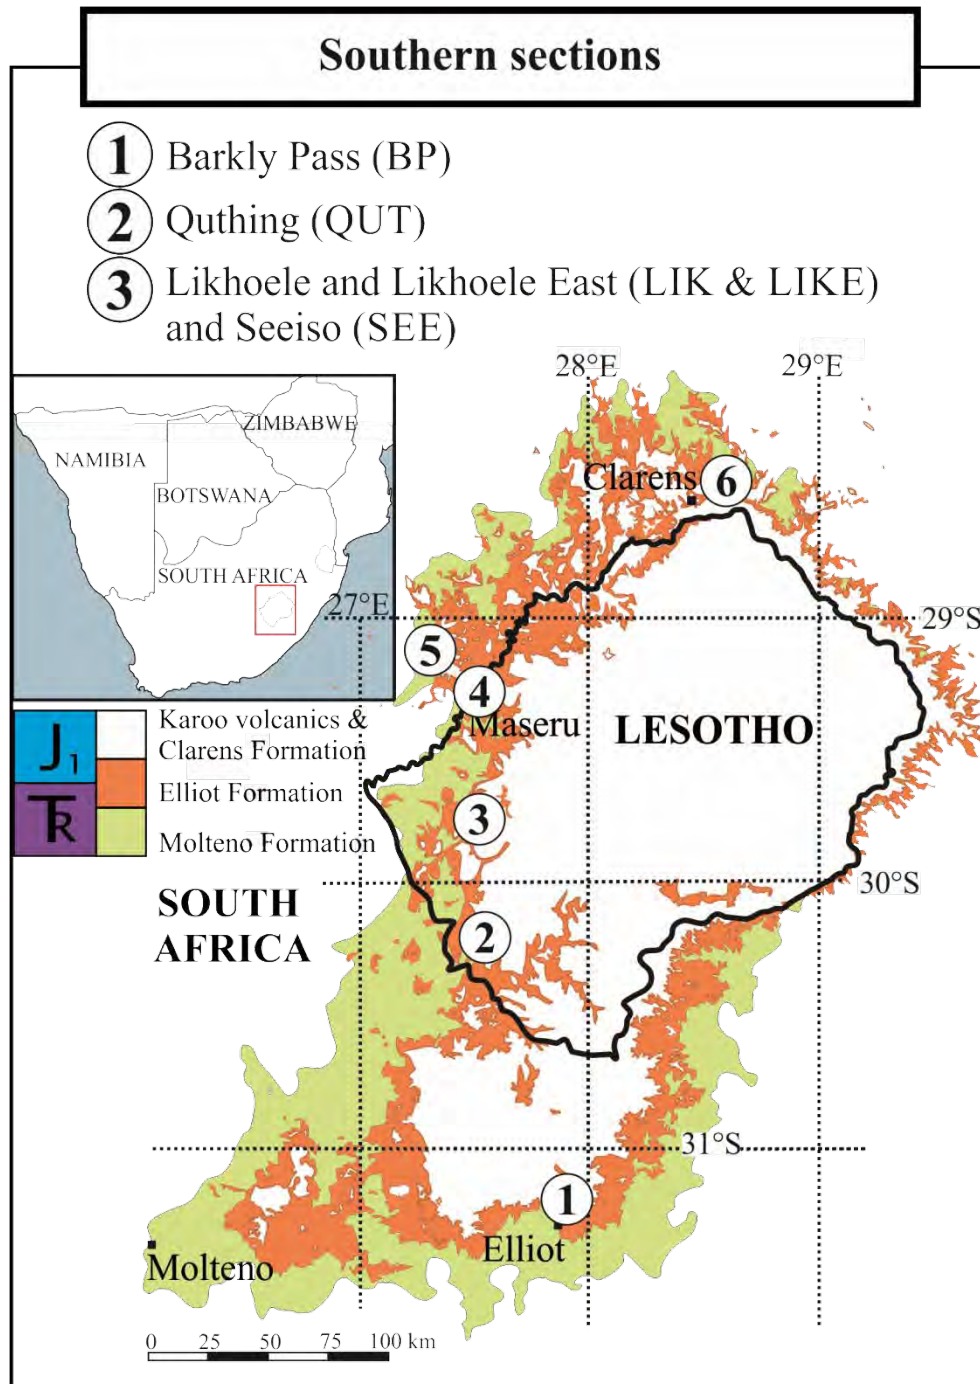 Southern sections
1 Barkly Pass (BP)
2 Quthing (QUT)
3 Likhoele and Likhoele East (LIK & LIKE)
and Seeiso (SEE)
28°E 29°E
ZIMBABWE
NAMIBIA
BOTSWANA
SOUTH AFRICA
Clarens 6
27°E
29°S
5
4
Maseru
LESOTHO
J1
Karoo volcanics &
Clarens Formation
TR
Elliot Formation
Molteno Formation
3
30°S
SOUTH
AFRICA
2
31°S
1
Elliot
Molteno
0 25 50 75 100 km